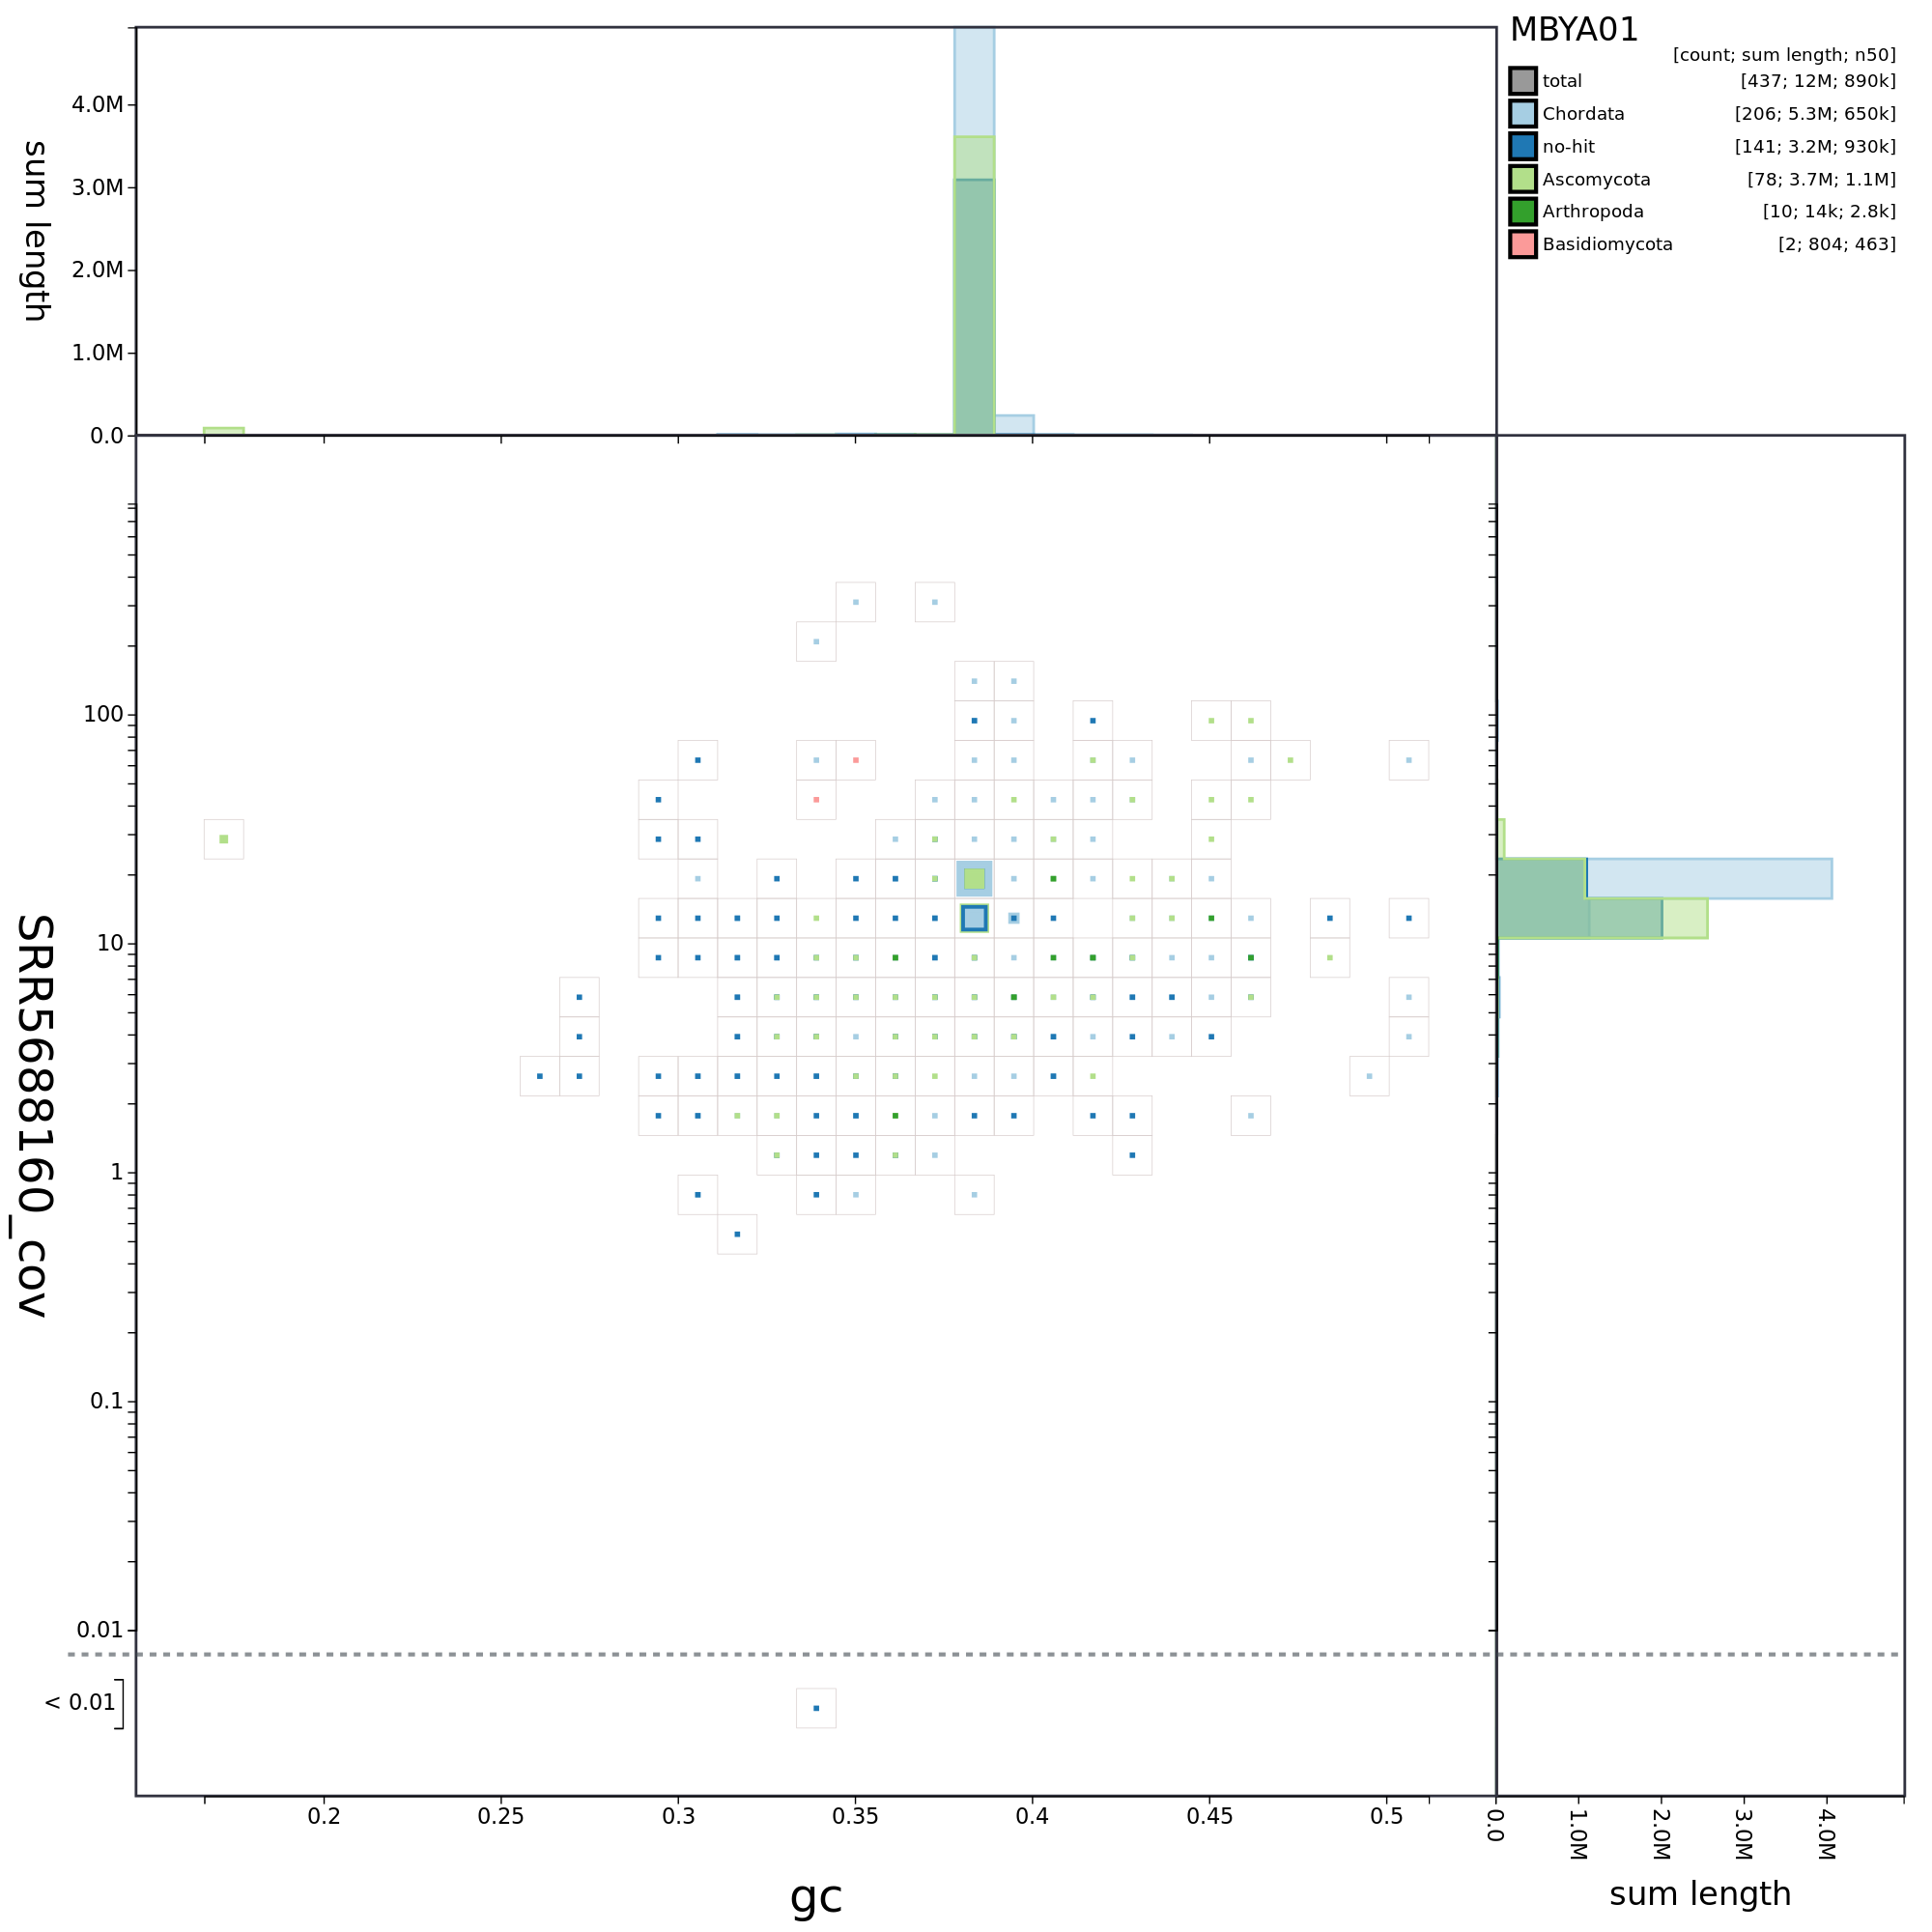 MBYA01
[count; sum length; n50]
total [437; 12M; 890k]
Chordata [206; 5.3M; 650k]
no-hit [141; 3.2M; 930k]
Ascomycota [78; 3.7M; 1.1M]
Arthropoda [10; 14k; 2.8k]
Basidiomycota [2; 804; 463]
sum length
4.0M
3.0M
2.0M
1.0M
0.0
SRR5688160_cov
100
10
1
0.1
0.01
< 0.01
0.2 0.25 0.3 0.35 0.4 0.45 0.5
gc
0.0 1.0M 2.0M 3.0M 4.0M
sum length